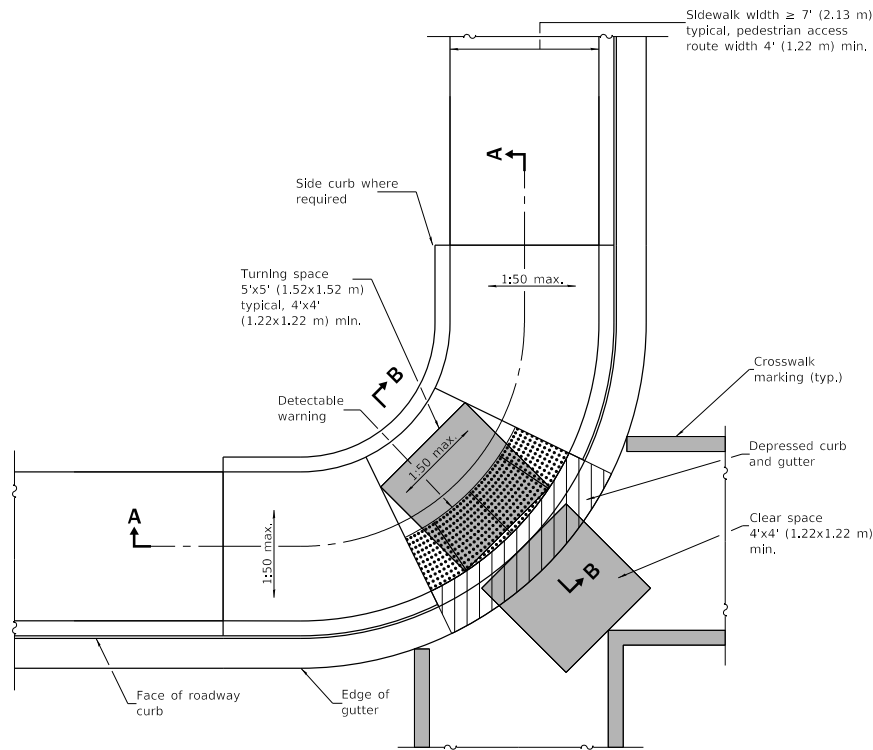 Sidewalk width ≥ 7' (2.13 m)
typical, pedestrian access
route width 4' (1.22 m) min.
A
Side curb where
required
1:50 max.
Turning space
5'x5' (1.52x1.52 m)
typical, 4'x4'
(1.22x1.22 m) min.
B
Crosswalk
marking (typ.)
Detectable
warning
1:50 max.
Depressed curb
and gutter
A
1:50 max.
Clear space
4'x4' (1.22x1.22 m)
min.
B
Face of roadway
curb
Edge of
gutter